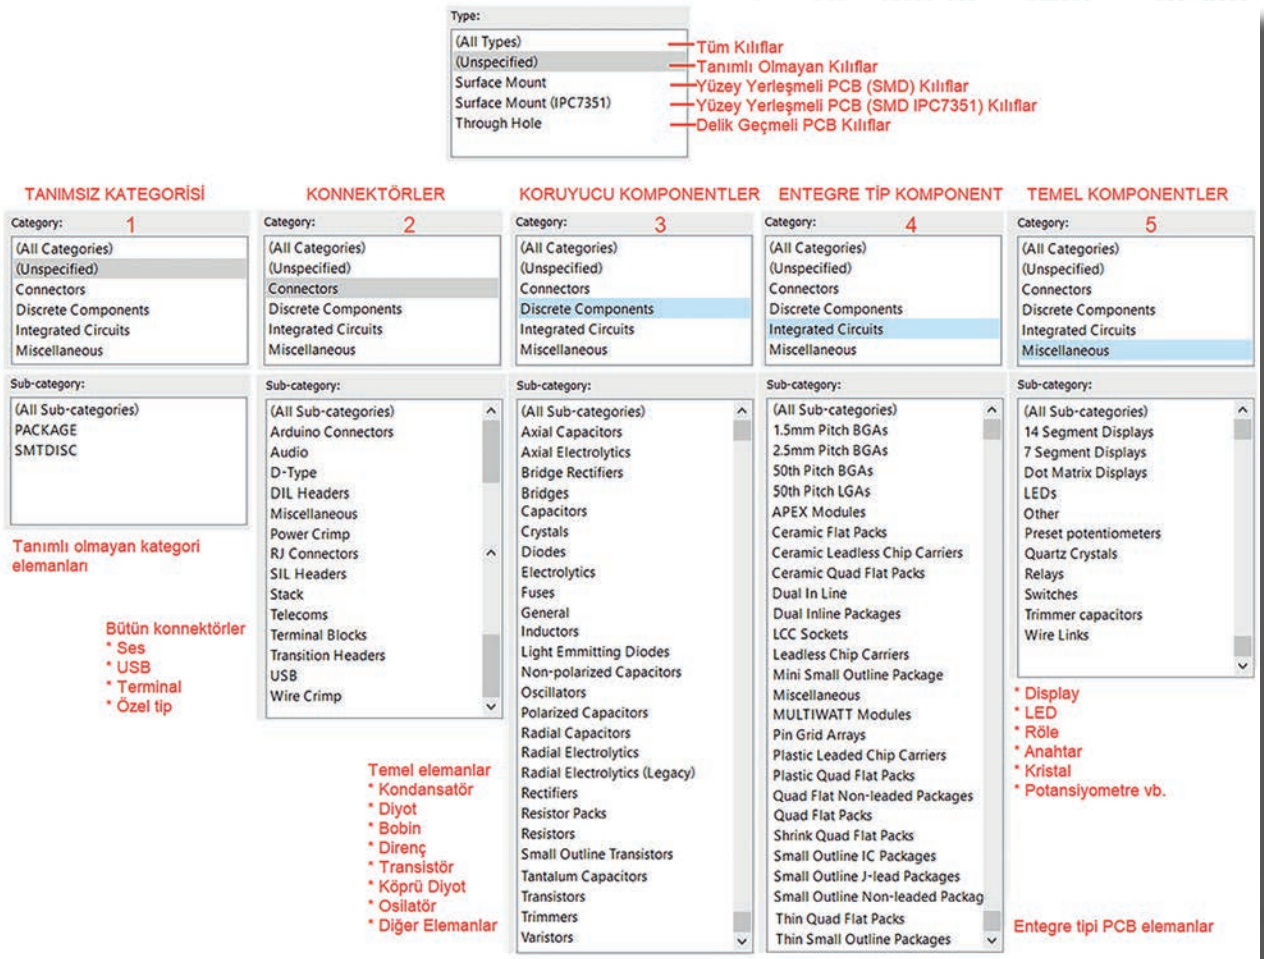 Type:
(All Types)
Tüm Kılıflar
(Unspecified)
Tanımlı Olmayan Kılıflar
Surface Mount
Yüzey Yerleşmeli PCB (SMD) Kılıflar
Surface Mount (IPC7351)
Yüzey Yerleşmeli PCB (SMD IPC7351) Kılıflar
Through Hole
Delik Geçmeli PCB Kılıflar
TANIMSIZ KATEGORİSİ
Category:
1
(All Categories)
(Unspecified)
Connectors
Discrete Components
Integrated Circuits
Miscellaneous
Sub-category:
(All Sub-categories)
PACKAGE
SMTDISC
Tanımlı olmayan kategori
elemanları
KONNEKTÖRLER
Category:
2
(All Categories)
(Unspecified)
Connectors
Discrete Components
Integrated Circuits
Miscellaneous
Sub-category:
(All Sub-categories)
Arduino Connectors
Audio
D-Type
DIL Headers
Miscellaneous
Power Crimp
RJ Connectors
SIL Headers
Stack
Telecoms
Terminal Blocks
Transition Headers
USB
Wire Crimp
Bütün konnektörler
* Ses
* USB
* Terminal
* Özel tip
KORUYUCU KOMPONENTLER
Category:
3
(All Categories)
(Unspecified)
Connectors
Discrete Components
Integrated Circuits
Miscellaneous
Sub-category:
(All Sub-categories)
Axial Capacitors
Axial Electrolytics
Bridge Rectifiers
Bridges
Capacitors
Crystals
Diodes
Electrolytics
Fuses
General
Inductors
Light Emmitting Diodes
Non-polarized Capacitors
Oscillators
Polarized Capacitors
Radial Capacitors
Radial Electrolytics
Radial Electrolytics (Legacy)
Rectifiers
Resistor Packs
Resistors
Small Outline Transistors
Tantalum Capacitors
Transistors
Trimmers
Varistors
Temel elemanlar
* Kondansatör
* Diyot
* Bobin
* Direnç
* Transistör
* Köprü Diyot
* Osilatör
* Diğer Elemanlar
ENTEGRE TİP KOMPONENT
Category:
4
(All Categories)
(Unspecified)
Connectors
Discrete Components
Integrated Circuits
Miscellaneous
Sub-category:
(All Sub-categories)
1.5mm Pitch BGAs
2.5mm Pitch BGAs
50th Pitch BGAs
50th Pitch LGAs
APEX Modules
Ceramic Flat Packs
Ceramic Leadless Chip Carriers
Ceramic Quad Flat Packs
Dual In Line
Dual Inline Packages
LCC Sockets
Leadless Chip Carriers
Mini Small Outline Package
Miscellaneous
MULTIWATT Modules
Pin Grid Arrays
Plastic Leaded Chip Carriers
Plastic Quad Flat Packs
Quad Flat Non-leaded Packages
Quad Flat Packs
Shrink Quad Flat Packs
Small Outline IC Packages
Small Outline J-lead Packages
Small Outline Non-leaded Packag
Thin Quad Flat Packs
Thin Small Outline Packages
Entegre tipi PCB elemanlar
TEMEL KOMPONENTLER
Category:
5
(All Categories)
(Unspecified)
Connectors
Discrete Components
Integrated Circuits
Miscellaneous
Sub-category:
(All Sub-categories)
14 Segment Displays
7 Segment Displays
Dot Matrix Displays
LEDs
Other
Preset potentiometers
Quartz Crystals
Relays
Switches
Trimmer capacitors
Wire Links
* Display
* LED
* Röle
* Anahtar
* Kristal
* Potansiyometre vb.